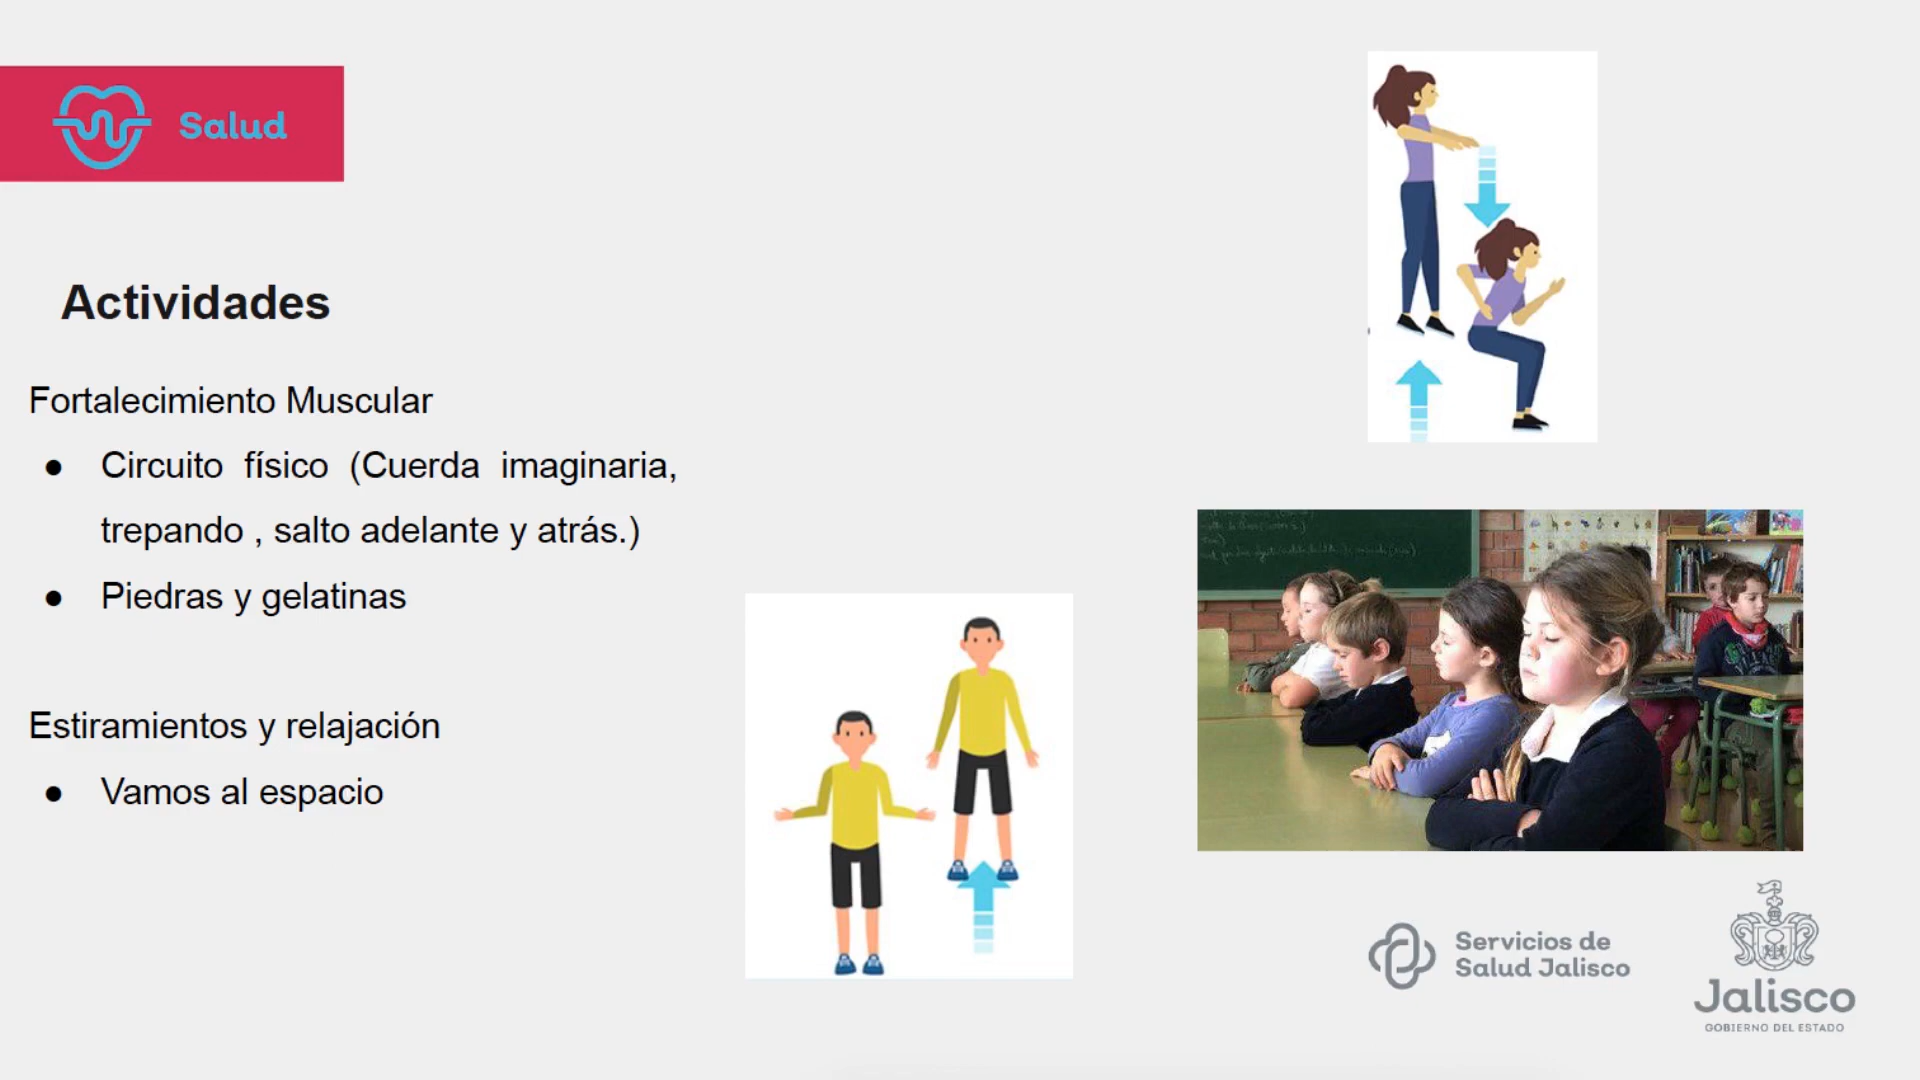 Salud
Actividades
Fortalecimiento Muscular
● Circuito físico (Cuerda imaginaria,
trepando , salto adelante y atrás.)
● Piedras y gelatinas
Estiramientos y relajación
● Vamos al espacio
Servicios de
Salud Jalisco
Jalisco
GOBIERNO DEL ESTADO